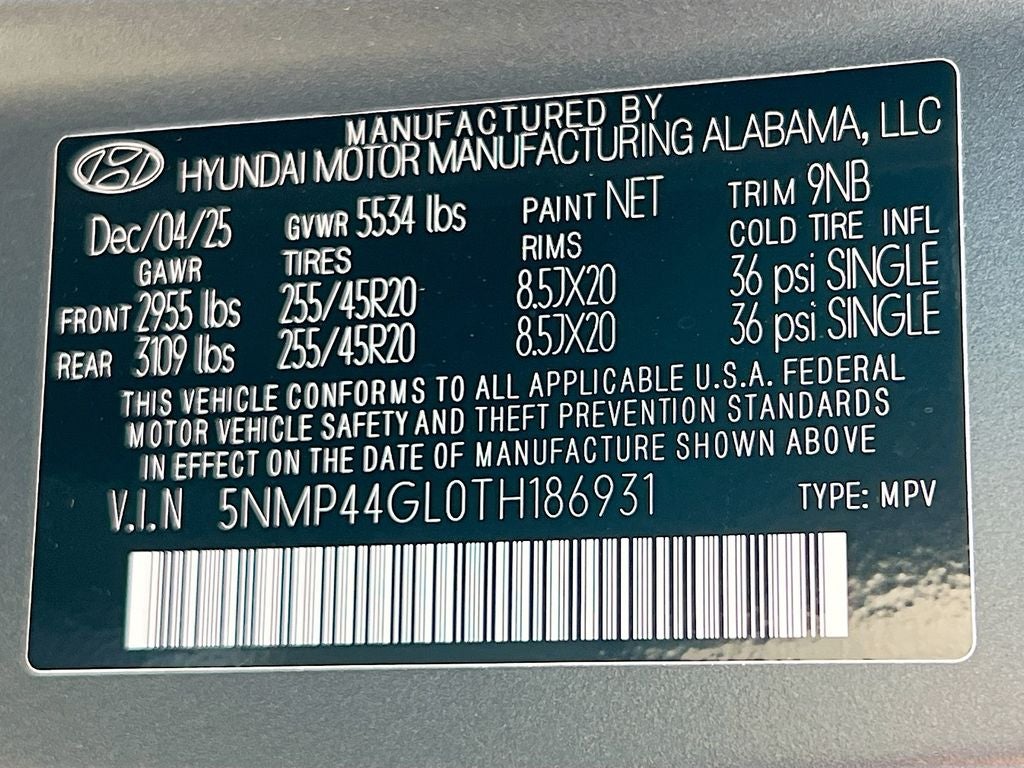 MANUFACTURED BY
HYUNDAI MOTOR MANUFACTURING ALABAMA, LLC
Dec/04/25 GVWR 5534 lbs PAINT NET TRIM 9NB
GAWR TIRES RIMS COLD TIRE INFL
FRONT 2955 lbs 255/45R20 8.5JX20 36 psi SINGLE
REAR 3109 lbs 255/45R20 8.5JX20 36 psi SINGLE
THIS VEHICLE CONFORMS TO ALL APPLICABLE U.S.A. FEDERAL
MOTOR VEHICLE SAFETY AND THEFT PREVENTION STANDARDS
IN EFFECT ON THE DATE OF MANUFACTURE SHOWN ABOVE
V.I.N 5NMP44GL0TH186931 TYPE: MPV